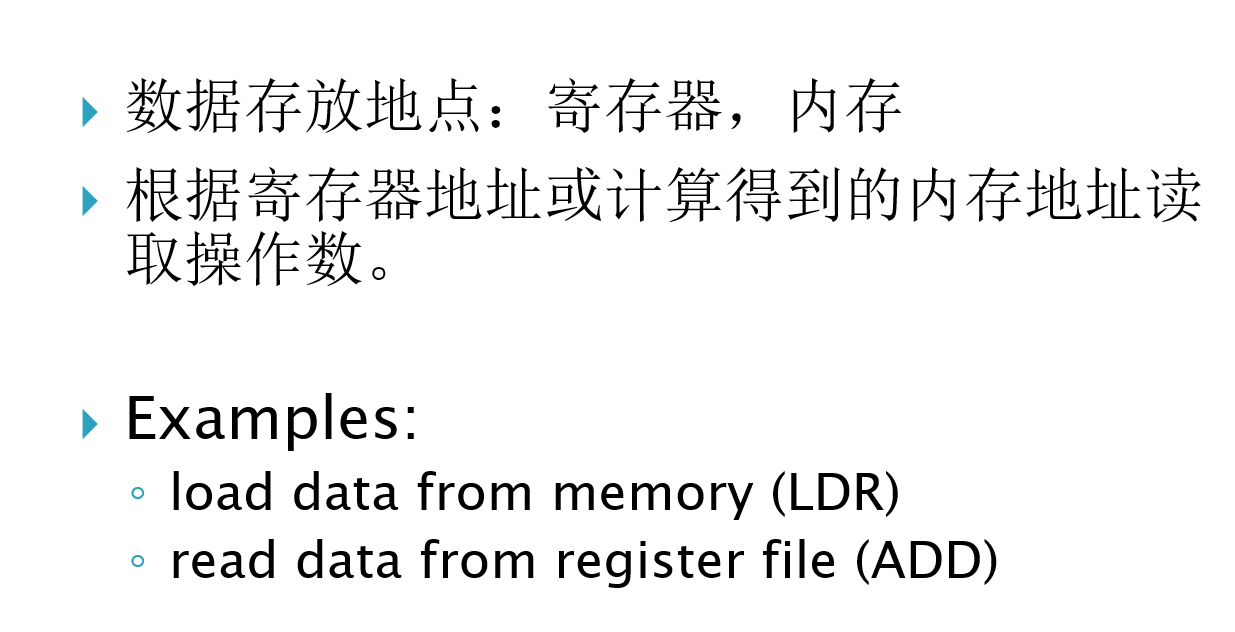 数据存放地点：寄存器，内存
根据寄存器地址或计算得到的内存地址读
取操作数。
Examples:
load data from memory (LDR)
read data from register file (ADD)